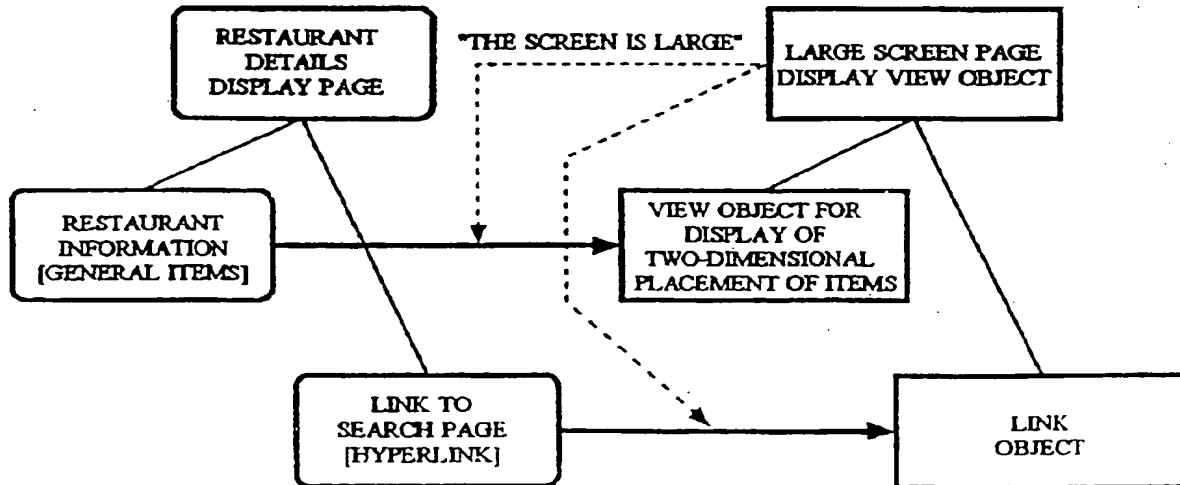 RESTAURANT
DETAILS
DISPLAY PAGE
"THE SCREEN IS LARGE"
LARGE SCREEN PAGE
DISPLAY VIEW OBJECT
RESTAURANT
INFORMATION
[GENERAL ITEMS]
VIEW OBJECT FOR
DISPLAY OF
TWO-DIMENSIONAL
PLACEMENT OF ITEMS
LINK TO
SEARCH PAGE
[HYPERLINK]
LINK
OBJECT